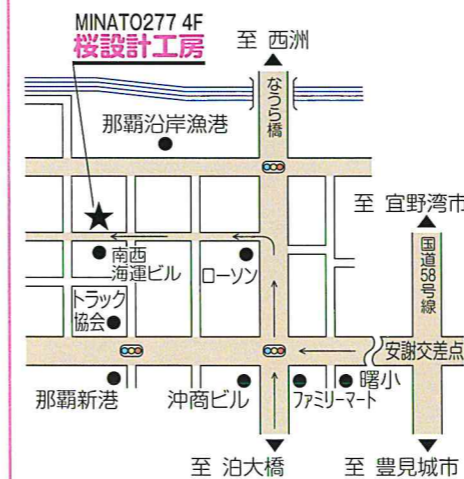 MINATO277 4F
桜設計工房
至 西洲
なうら橋
那覇沿岸漁港
至 宜野湾市
国道58号線
南西
海運ビル
ローソン
トラック
協会
安謝交差点
那覇新港
沖商ビル
ファミリーマート
曙小
至 泊大橋
至 豊見城市